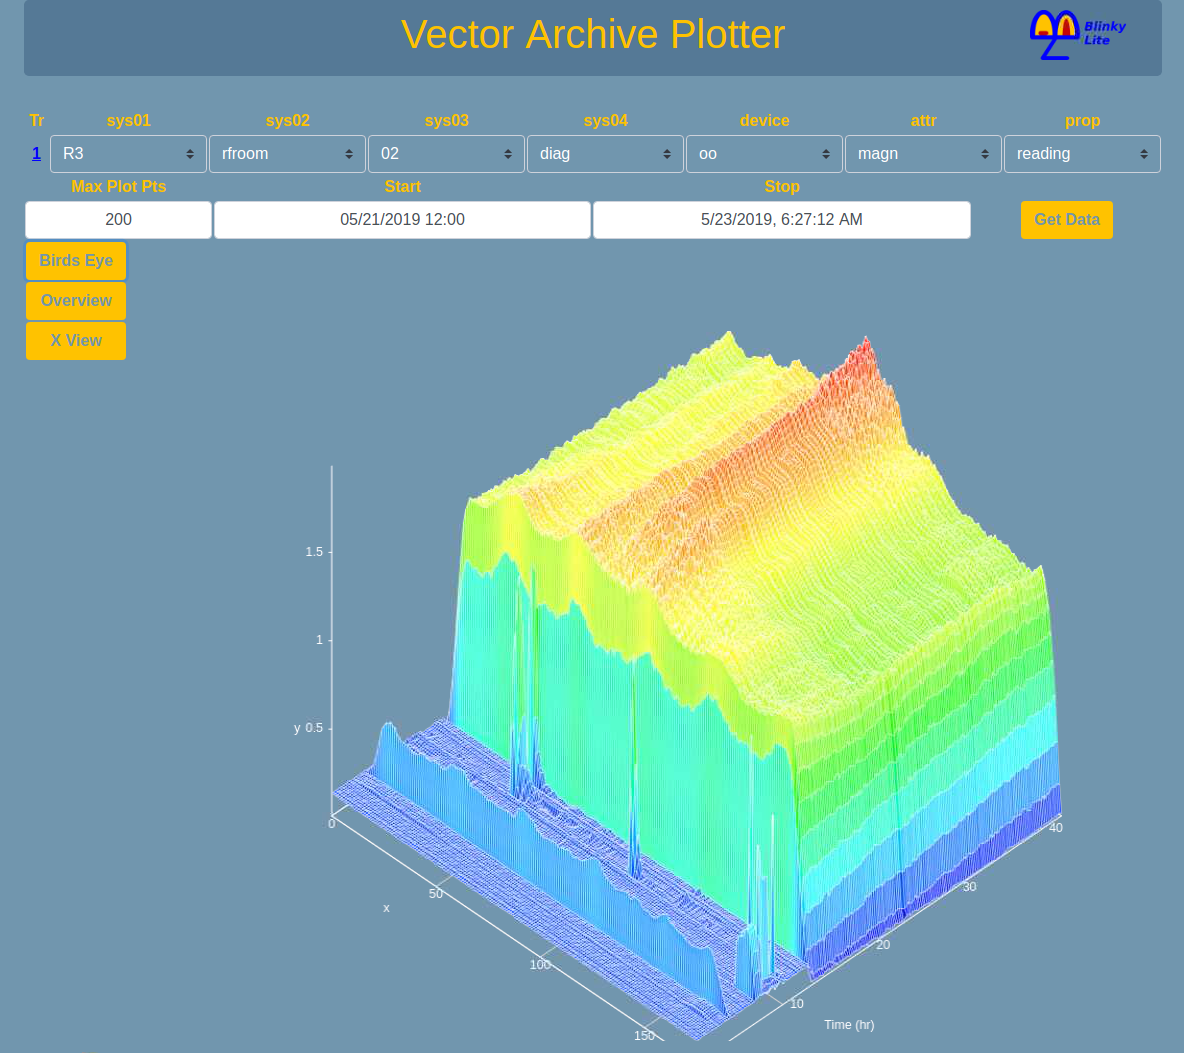 Vector Archive Plotter
Blinky
Lite
Tr sys01 sys02 sys03 sys04 device attr prop
1 R3 rfroom 02 diag oo magn reading
Max Plot Pts Start Stop
200 05/21/2019 12:00 5/23/2019, 6:27:12 AM Get Data
Birds Eye
Overview
X View
1.5
1
y 0.5
0
50
x
100
150
10
20
30
40
Time (hr)